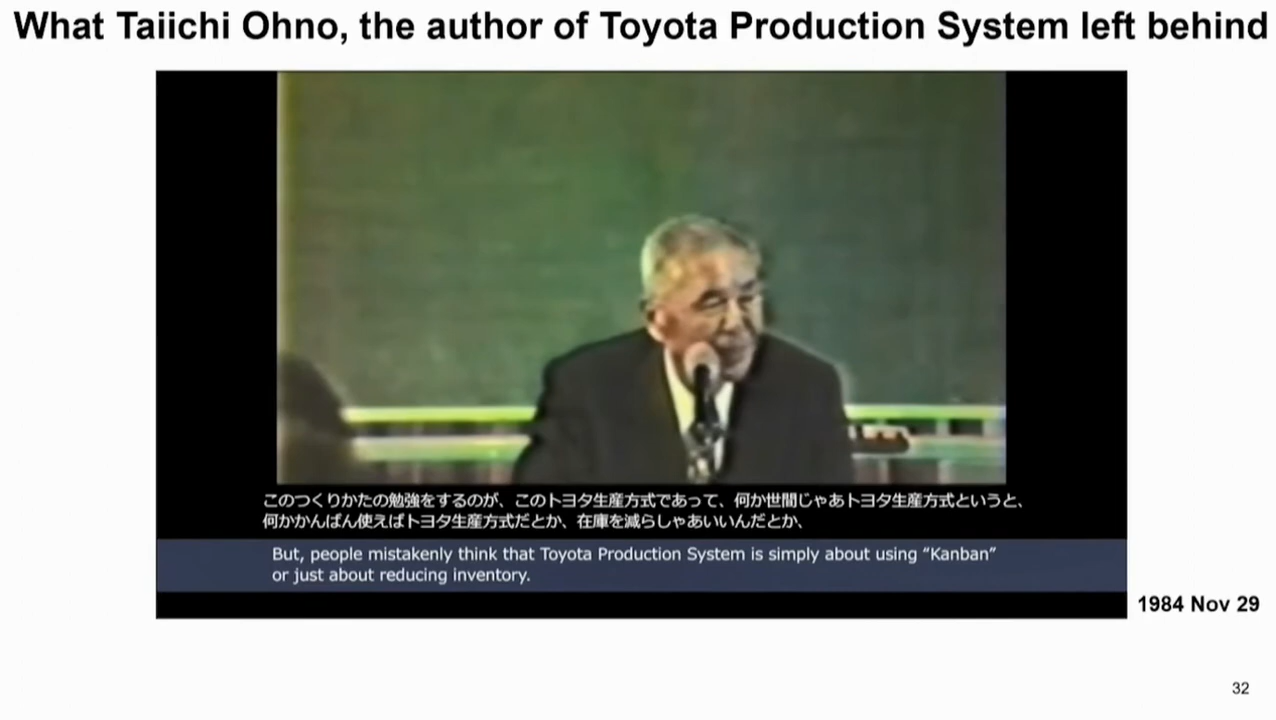 What Taiichi Ohno, the author of Toyota Production System left behind
このつくりかたの勉強をするのが、このトヨタ生産方式であって、何か世間じゃあトヨタ生産方式というと、
何かかんばん使えばトヨタ生産方式だとか、在庫を減らしゃあいいんだとか、
But, people mistakenly think that Toyota Production System is simply about using “Kanban”
or just about reducing inventory.
1984 Nov 29
32